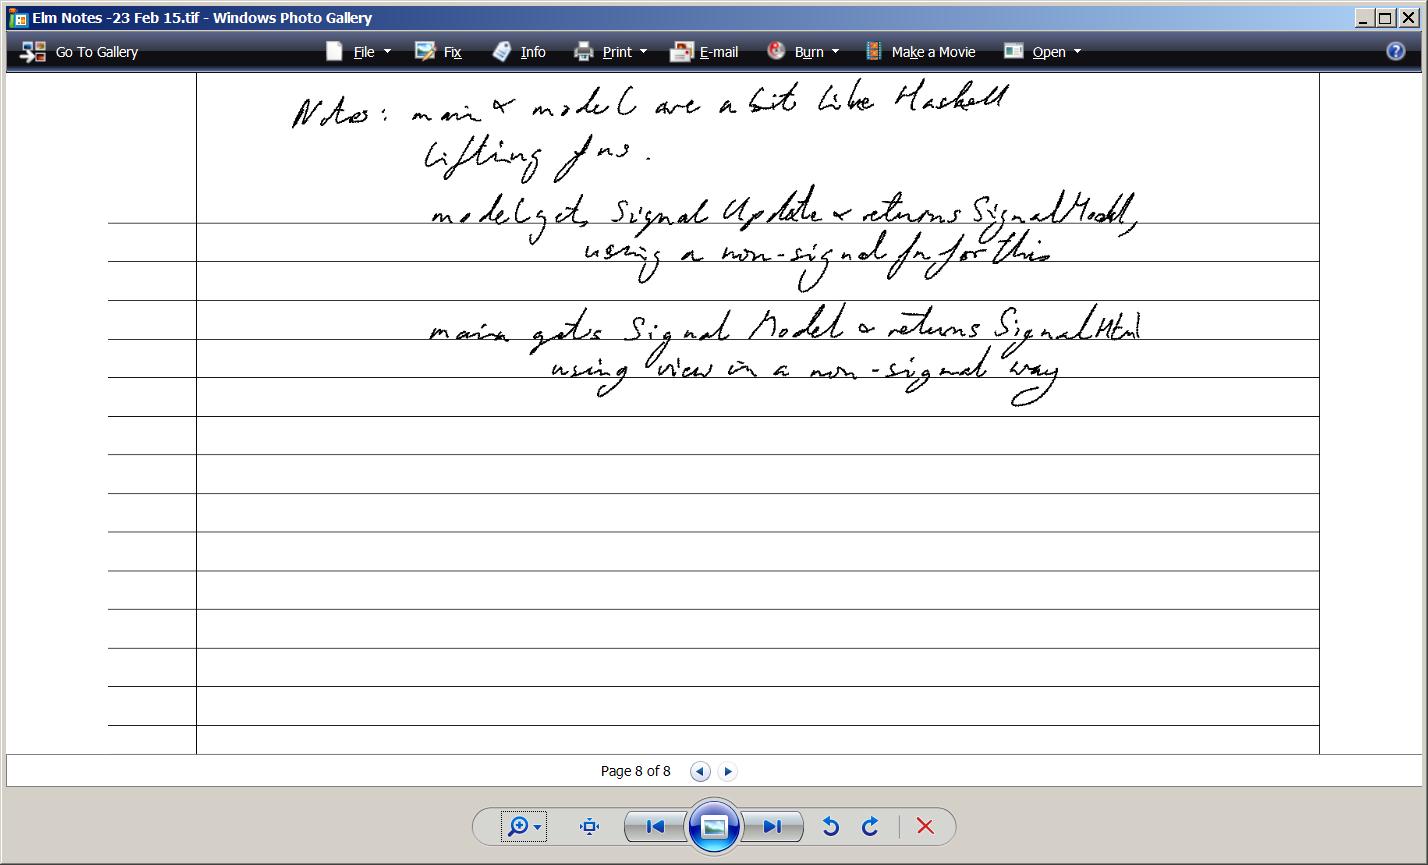 Elm Notes -23 Feb 15.tif - Windows Photo Gallery
Go To Gallery File Fix Info Print E-mail Burn Make a Movie Open
Notes: main & model are a bit like Haskell
lifting fns.
model gets Signal Update & returns Signal Model,
using a non-signal fn for this
main gets Signal Model & returns Signal Html
using view in a non-signal way
Page 8 of 8